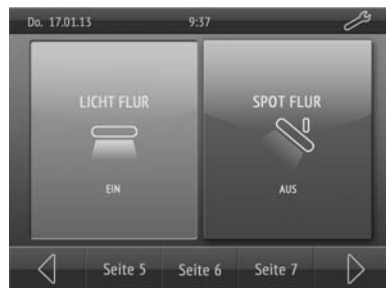 Do. 17.01.13 9:37
LICHT FLUR SPOT FLUR
EIN AUS
Seite 5 Seite 6 Seite 7